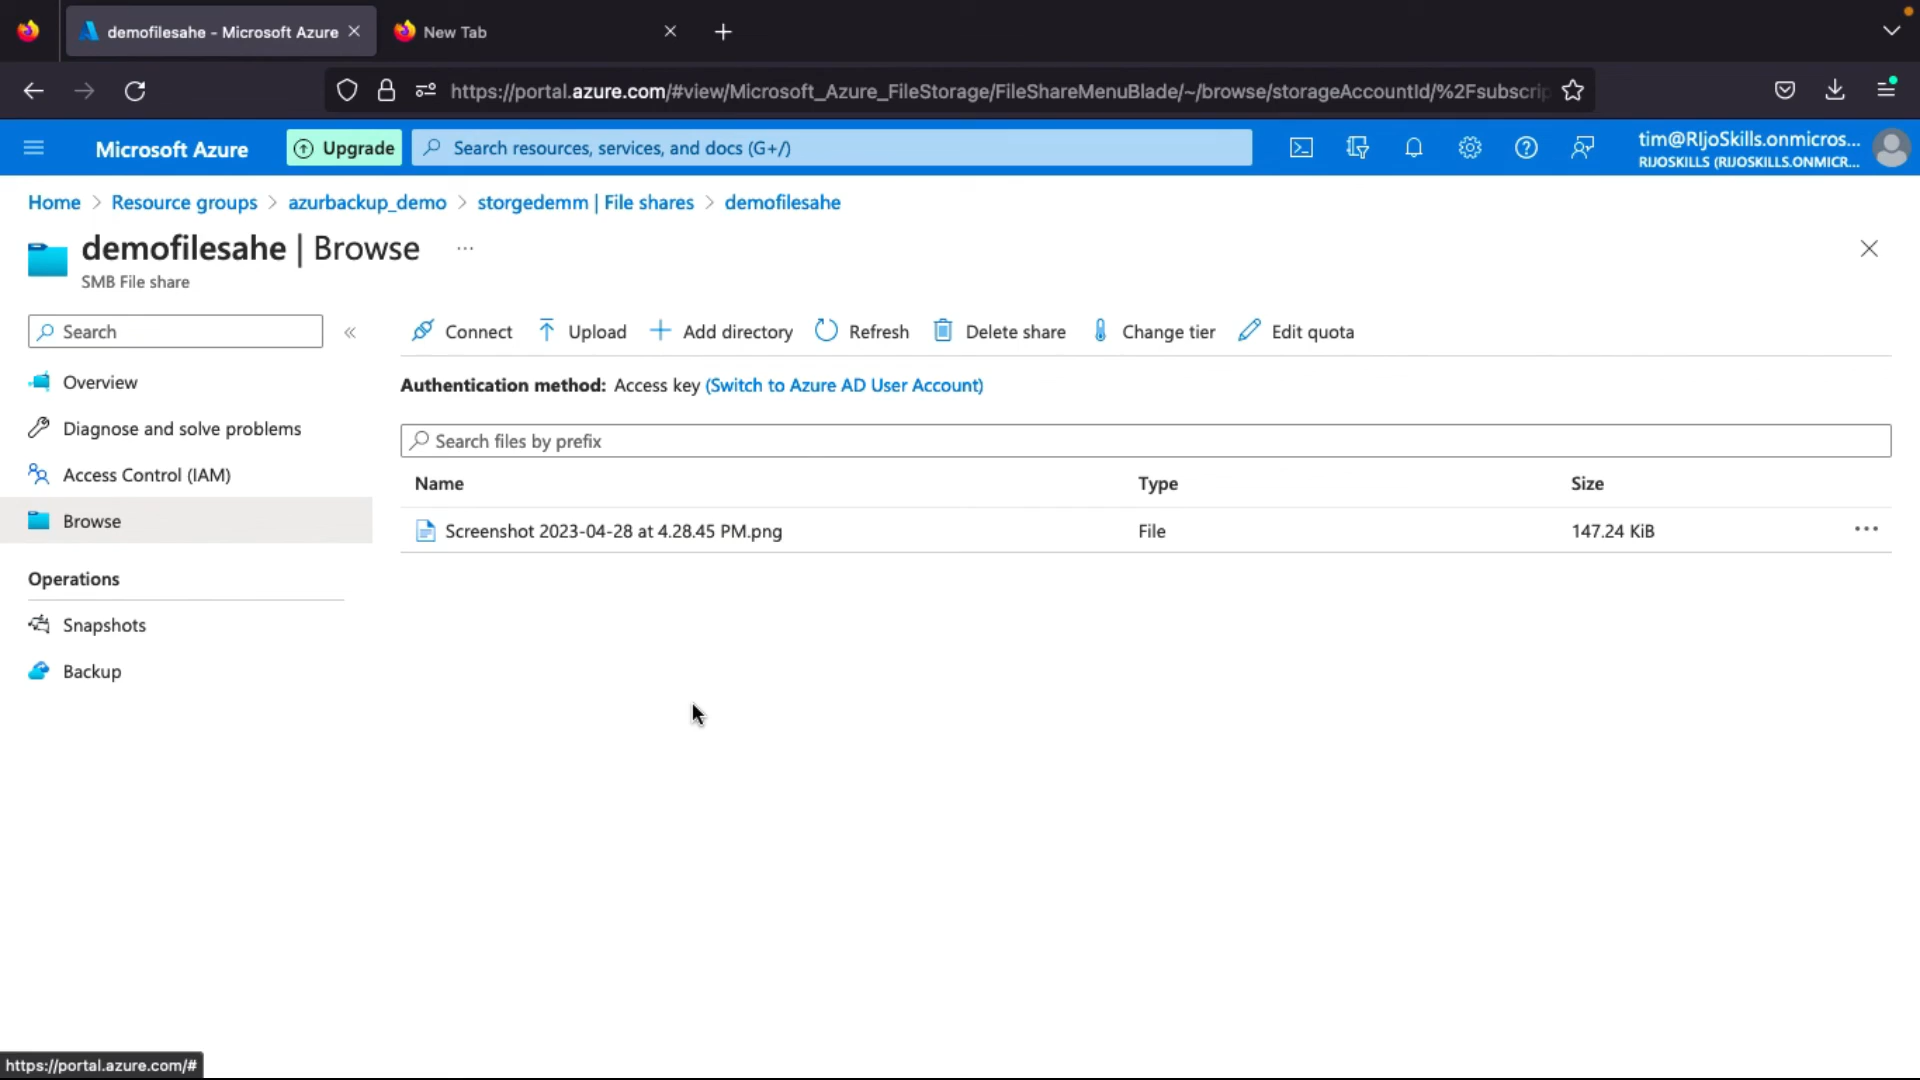 demofilesahe - Microsoft Azure
New Tab
https://portal.azure.com/#view/Microsoft_Azure_FileStorage/FileShareMenuBlade/~/browse/storageAccountId/%2Fsubscrip
Microsoft Azure
Upgrade
Search resources, services, and docs (G+/)
tim@RIjoSkills.onmicros...
RIJOSKILLS (RIJOSKILLS.ONMICR...
Home > Resource groups > azurbackup_demo > storgedemm | File shares > demofilesahe
demofilesahe | Browse ...
SMB File share
Search
«
Connect Upload Add directory Refresh Delete share Change tier Edit quota
Overview
Diagnose and solve problems
Access Control (IAM)
Browse
Operations
Snapshots
Backup
Authentication method: Access key (Switch to Azure AD User Account)
Search files by prefix
Name Type Size
Screenshot 2023-04-28 at 4.28.45 PM.png File 147.24 KiB ...
https://portal.azure.com/#